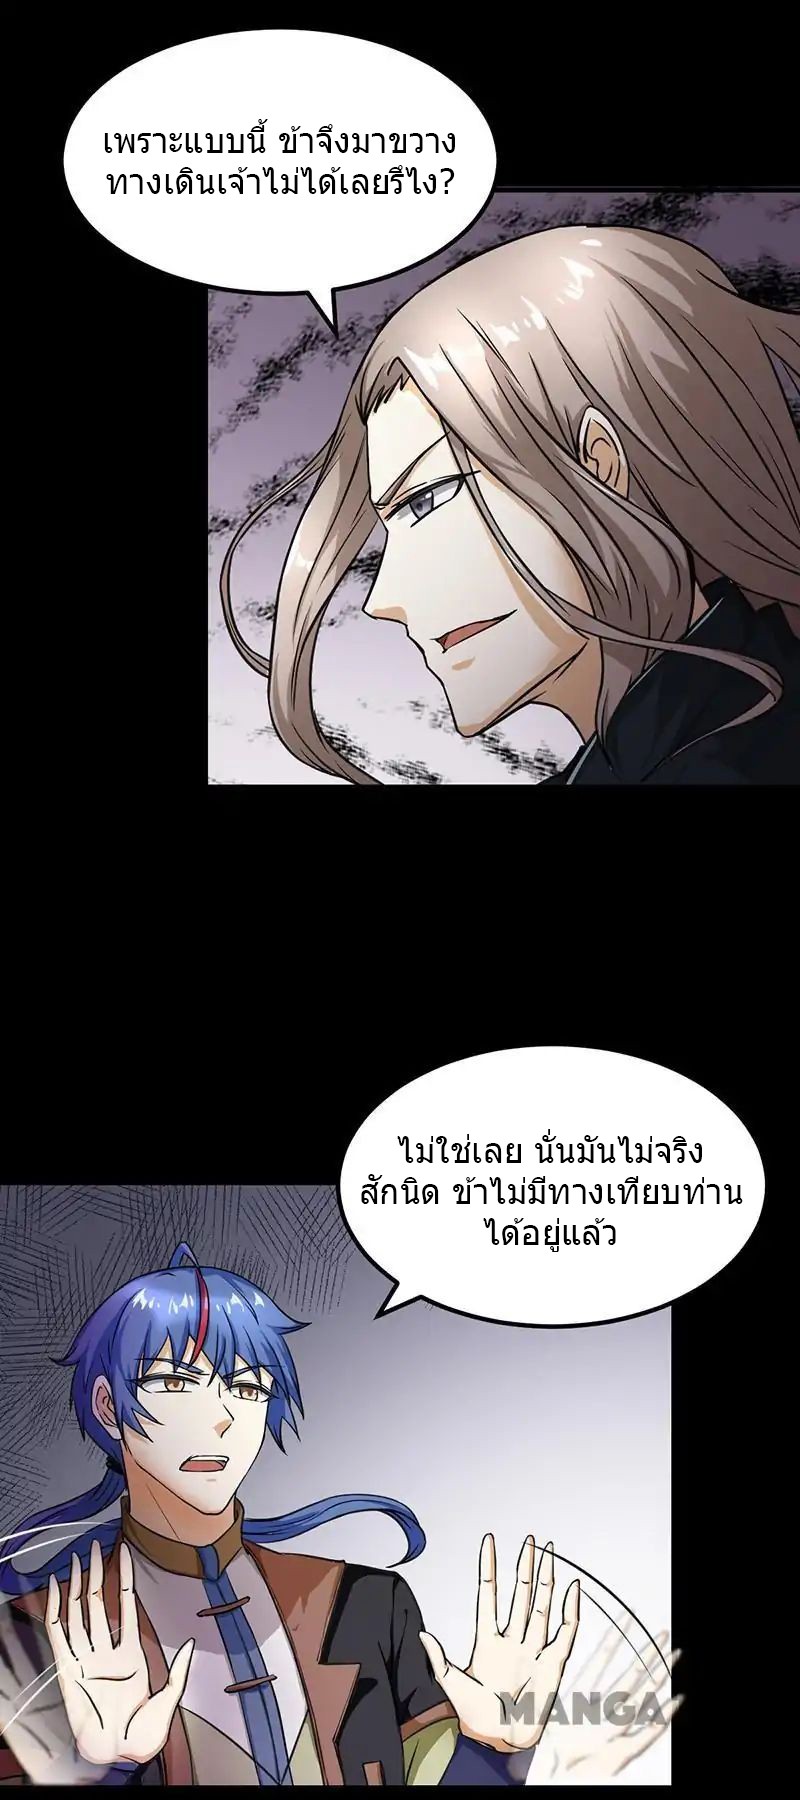 เพราะแบบนี้ ข้าจึงมาขวาง
ทางเดินเจ้าไม่ได้เลยรึไง?
ไม่ใช่เลย นั่นมันไม่จริง
สักนิด ข้าไม่มีทางเทียบท่าน
ได้อยู่แล้ว
MANGA